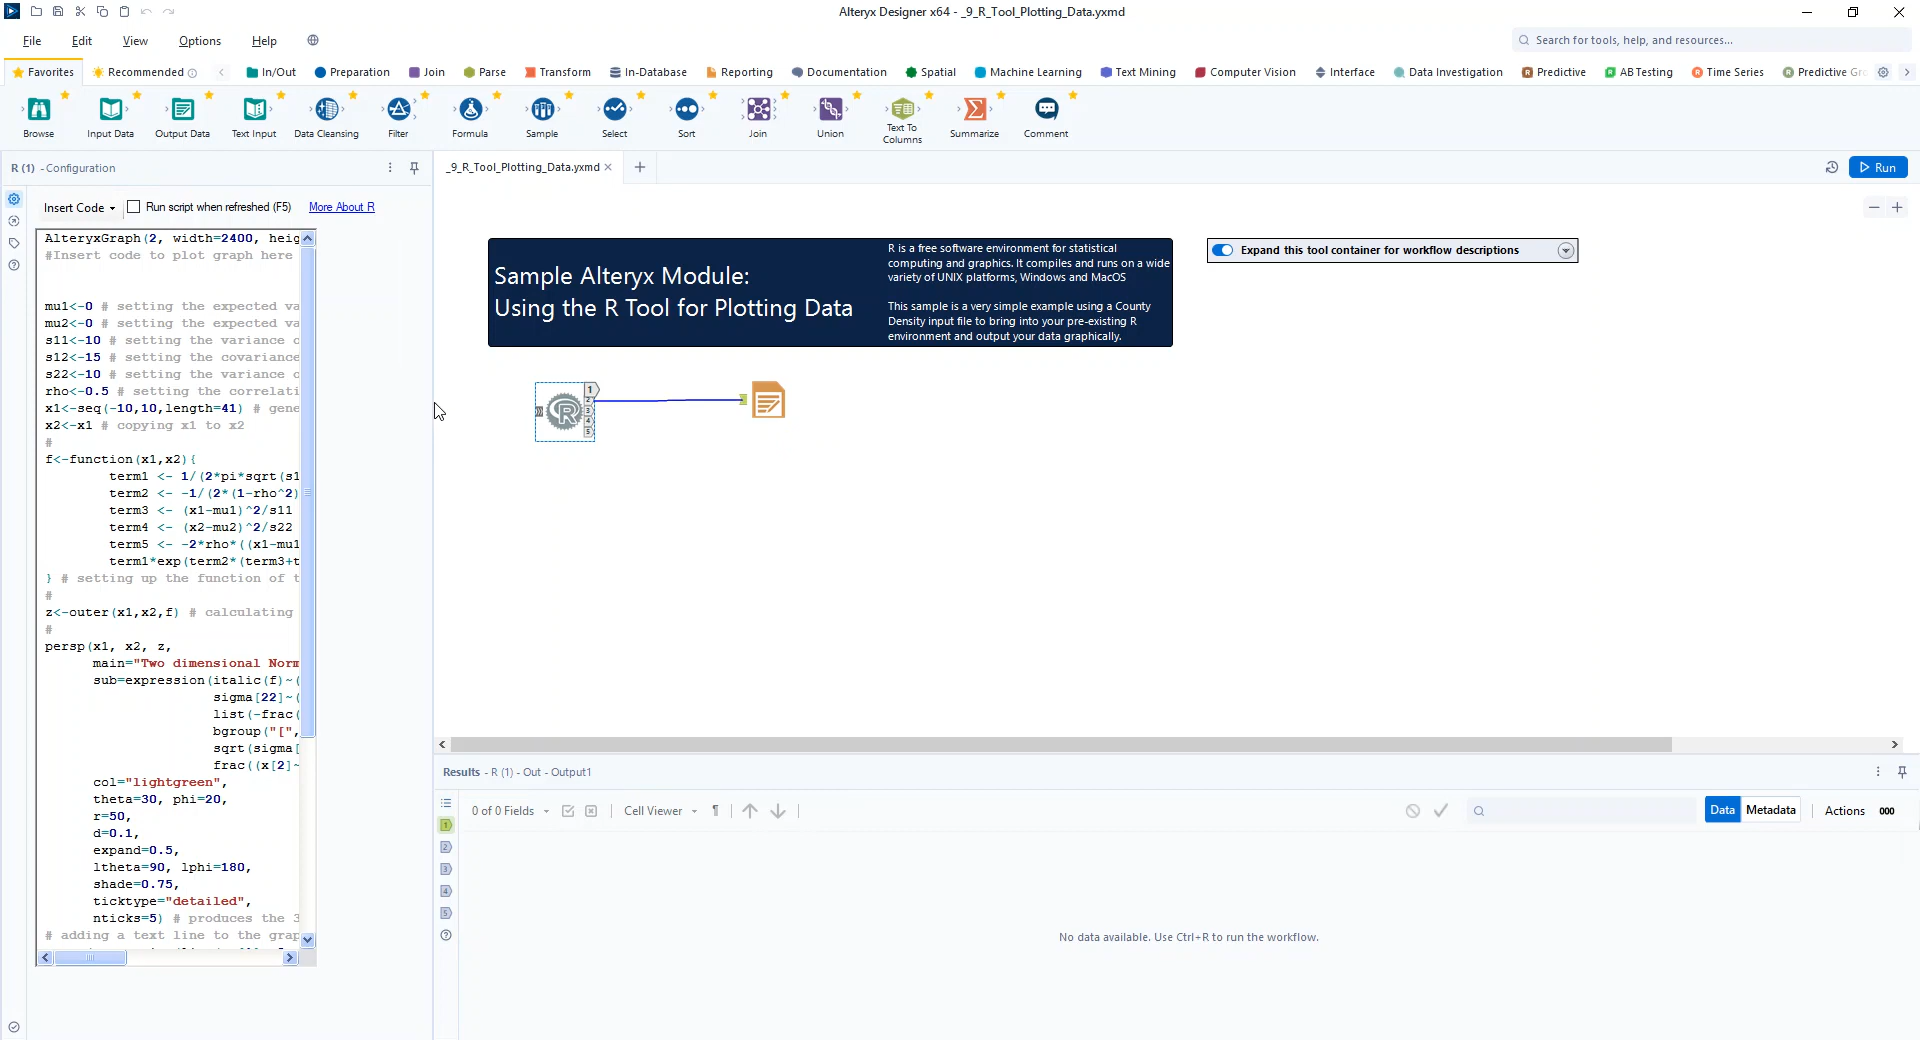 Alteryx Designer x64 - _9_R_Tool_Plotting_Data.yxmd
File Edit View Options Help
Search for tools, help, and resources...
Favorites Recommended In/Out Preparation Join Parse Transform In-Database Reporting Documentation Spatial Machine Learning Text Mining Computer Vision Interface Data Investigation Predictive AB Testing Time Series Predictive Gr
Browse Input Data Output Data Text Input Data Cleansing Filter Formula Sample Select Sort Join Union Text To Columns Summarize Comment
R (1) - Configuration
_9_R_Tool_Plotting_Data.yxmd
Run
Insert Code
Run script when refreshed (F5)
More About R
AlteryxGraph(2, width=2400, heig
#Insert code to plot graph here
mu1<-0 # setting the expected va
mu2<-0 # setting the expected va
s11<-10 # setting the variance o
s12<-15 # setting the covariance
s22<-10 # setting the variance o
rho<-0.5 # setting the correlati
x1<-seq(-10,10,length=41) # gene
x2<-x1 # copying x1 to x2
#
f<-function(x1,x2){
term1 <- 1/(2*pi*sqrt(s1
term2 <- -1/(2*(1-rho^2)
term3 <- (x1-mu1)^2/s11
term4 <- (x2-mu2)^2/s22
term5 <- -2*rho*((x1-mu1
term1*exp(term2*(term3+t
} # setting up the function of t
#
z<-outer(x1,x2,f) # calculating
#
persp(x1, x2, z,
main="Two dimensional Norm
sub=expression(italic(f)~(
sigma[22]~(
list(-frac(
bgroup("[",
sqrt(sigma[
frac((x[2]~
col="lightgreen",
theta=30, phi=20,
r=50,
d=0.1,
expand=0.5,
ltheta=90, lphi=180,
shade=0.75,
ticktype="detailed",
nticks=5) # produces the 3
# adding a text line to the grap
Sample Alteryx Module:
Using the R Tool for Plotting Data
R is a free software environment for statistical
computing and graphics. It compiles and runs on a wide
variety of UNIX platforms, Windows and MacOS
This sample is a very simple example using a County
Density input file to bring into your pre-existing R
environment and output your data graphically.
Expand this tool container for workflow descriptions
R
1
2
3
4
5
Results - R (1) - Out - Output1
0 of 0 Fields
Cell Viewer
Data Metadata
Actions
000
1
2
3
4
5
No data available. Use Ctrl+R to run the workflow.